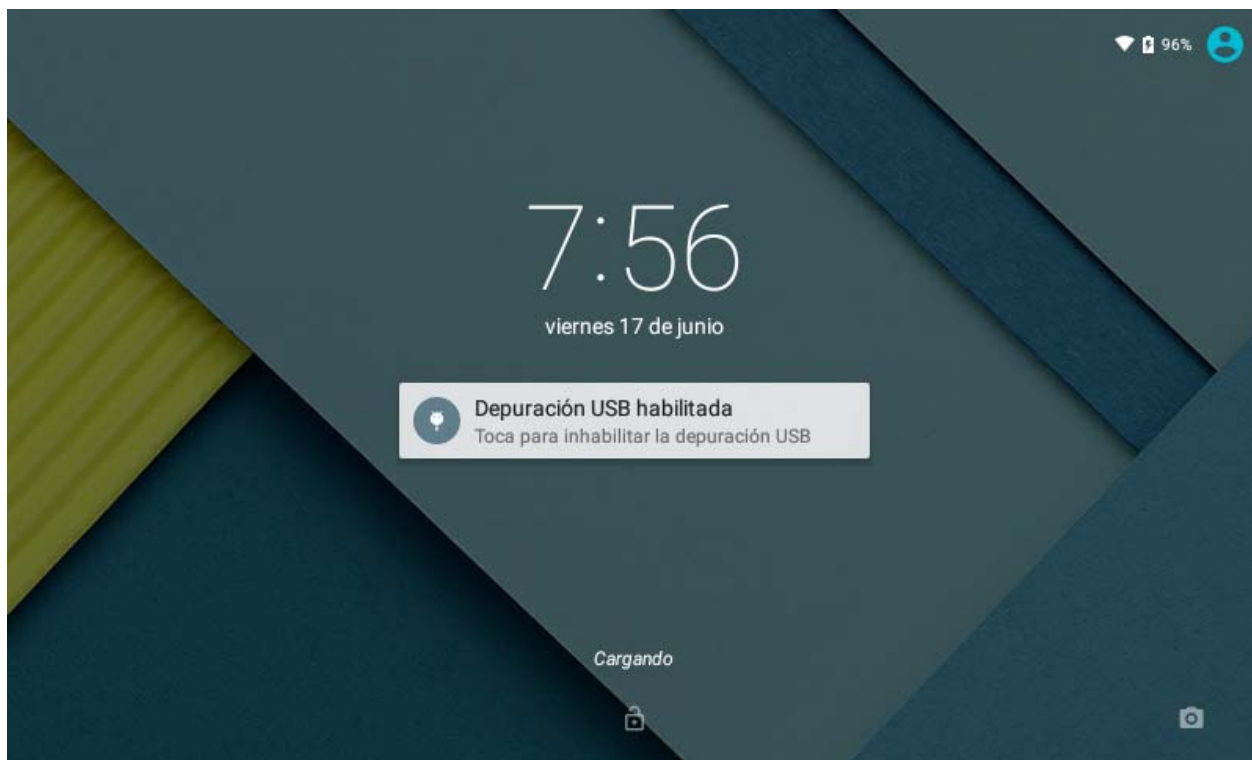 96%
7:56
viernes 17 de junio
Depuración USB habilitada
Toca para inhabilitar la depuración USB
Cargando